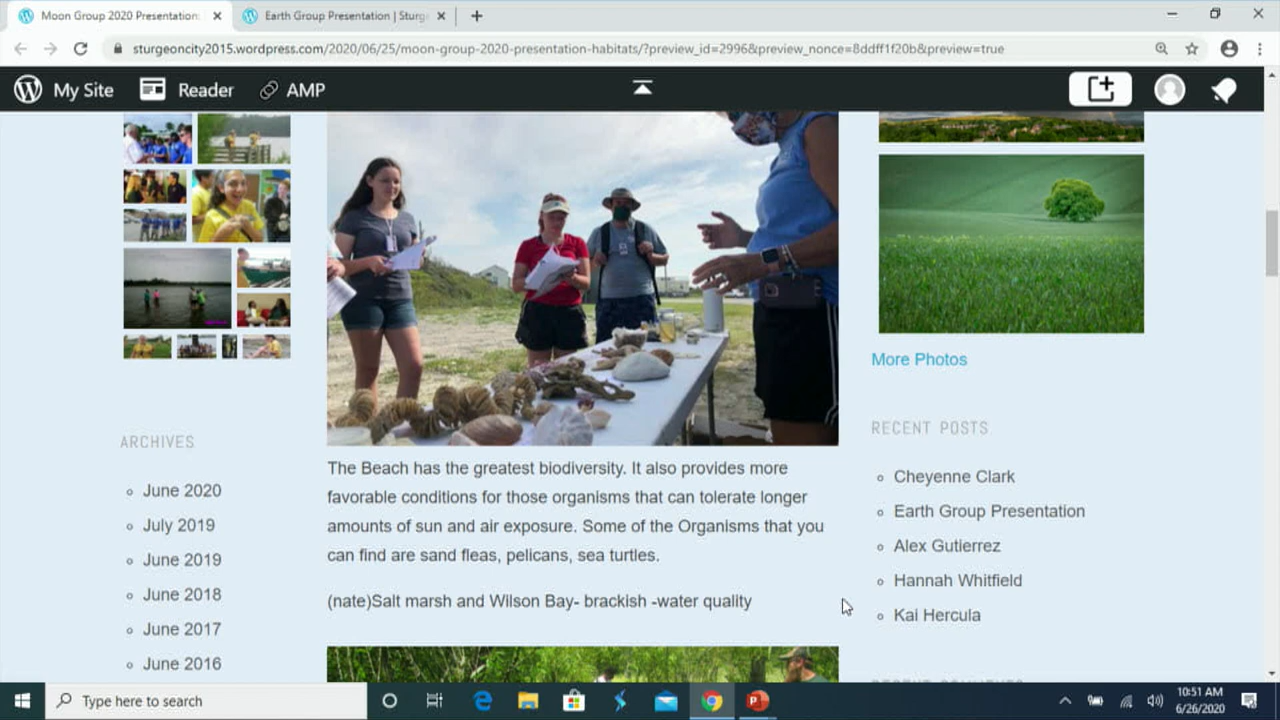 Moon Group 2020 Presentation:
Earth Group Presentation | Sturge
sturgeoncity2015.wordpress.com/2020/06/25/moon-group-2020-presentation-habitats/?preview_id=2996&preview_nonce=8ddff1f20b&preview=true
My Site
Reader
AMP
More Photos
ARCHIVES
June 2020
July 2019
June 2019
June 2018
June 2017
June 2016
The Beach has the greatest biodiversity. It also provides more
favorable conditions for those organisms that can tolerate longer
amounts of sun and air exposure. Some of the Organisms that you
can find are sand fleas, pelicans, sea turtles.
(nate)Salt marsh and Wilson Bay- brackish -water quality
RECENT POSTS
Cheyenne Clark
Earth Group Presentation
Alex Gutierrez
Hannah Whitfield
Kai Hercula
RECENT COMMENTS
Type here to search
10:51 AM
6/26/2020